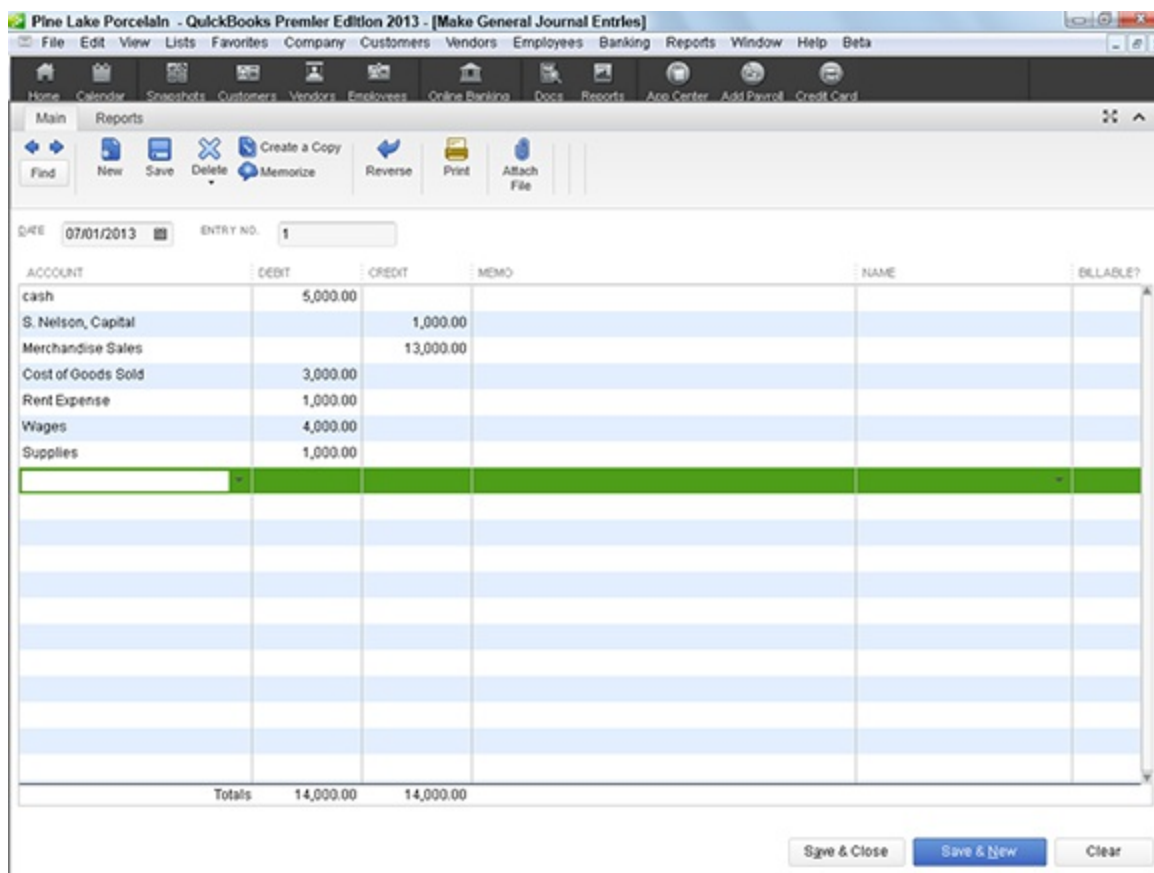 Pine Lake Porcelain - QuickBooks Premier Edition 2013 - [Make General Journal Entries]
File Edit View Lists Favorites Company Customers Vendors Employees Banking Reports Window Help Beta
Home Calendar Snapshots Customers Vendors Employees Online Banking Docs Reports App Center Add Payroll Credit Card
Main Reports
Find New Save Delete Create a Copy Memorize Reverse Print Attach File
DATE 07/01/2013 ENTRY NO. 1
ACCOUNT DEBIT CREDIT MEMO NAME BILLABLE?
cash 5,000.00
S. Nelson, Capital 1,000.00
Merchandise Sales 13,000.00
Cost of Goods Sold 3,000.00
Rent Expense 1,000.00
Wages 4,000.00
Supplies 1,000.00
Totals 14,000.00 14,000.00
Save & Close Save & New Clear